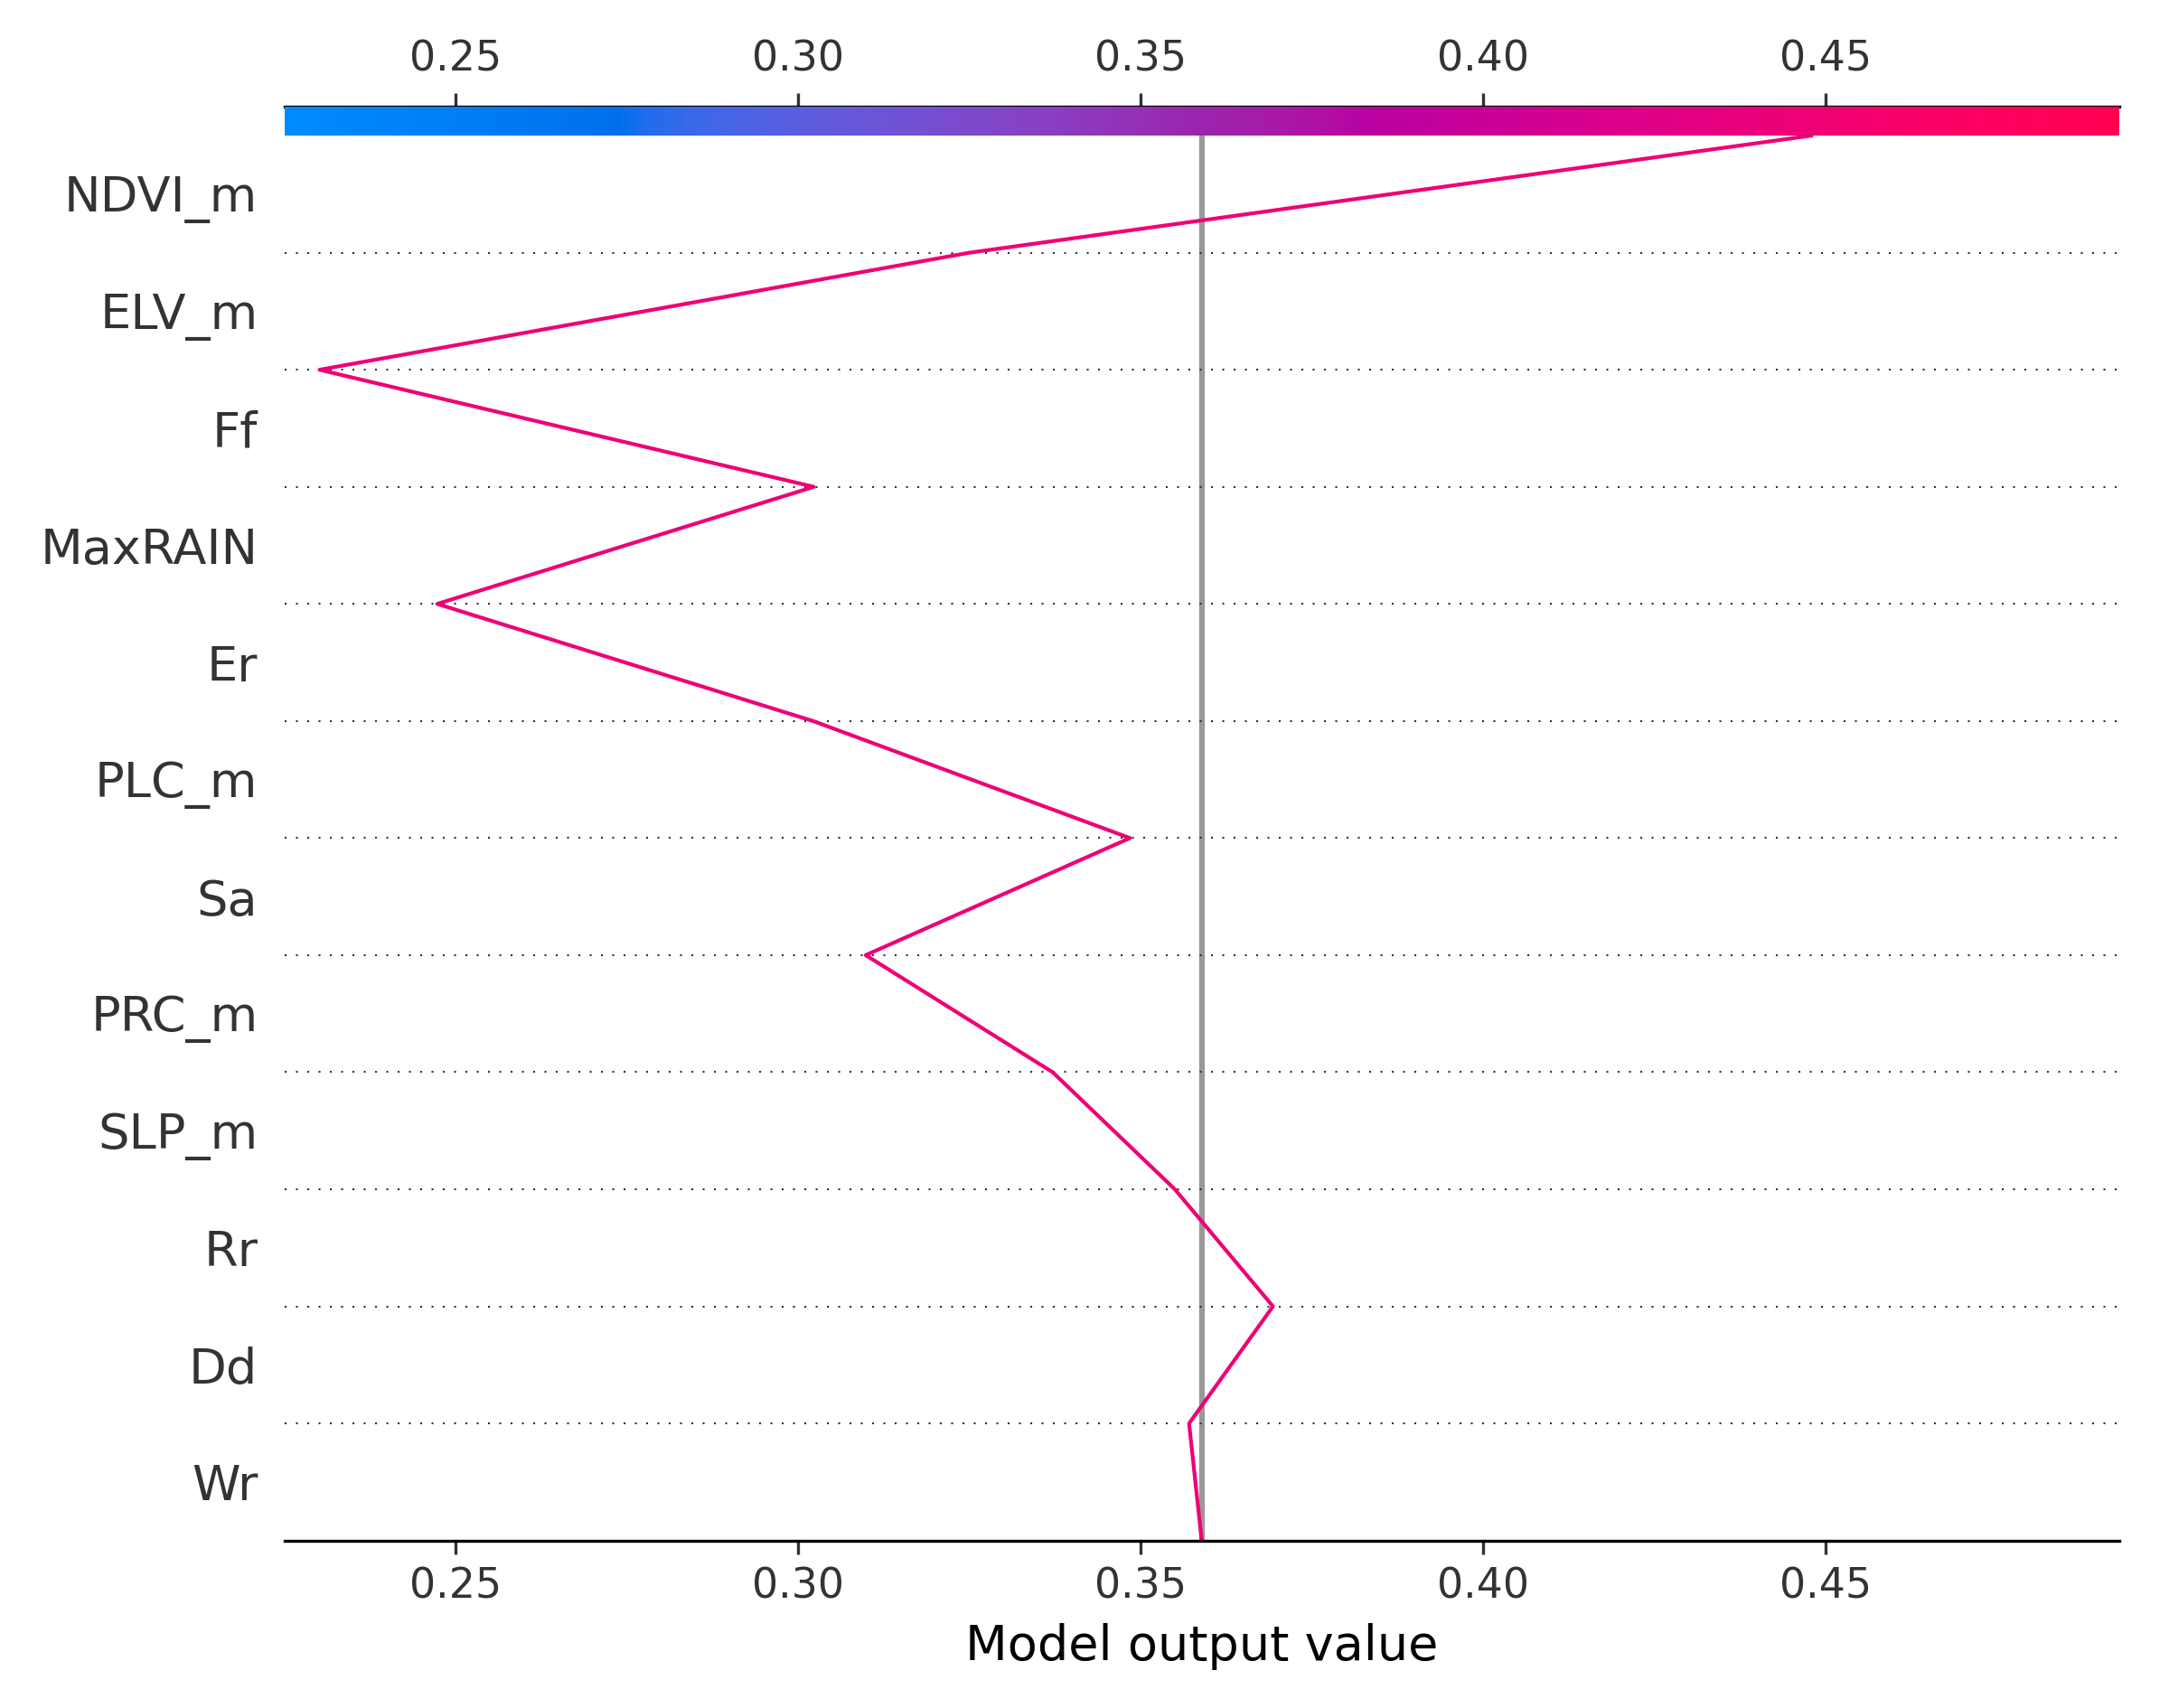 0.25 0.30 0.35 0.40 0.45
NDVI_m
ELV_m
Ff
MaxRAIN
Er
PLC_m
Sa
PRC_m
SLP_m
Rr
Dd
Wr
0.25 0.30 0.35 0.40 0.45
Model output value